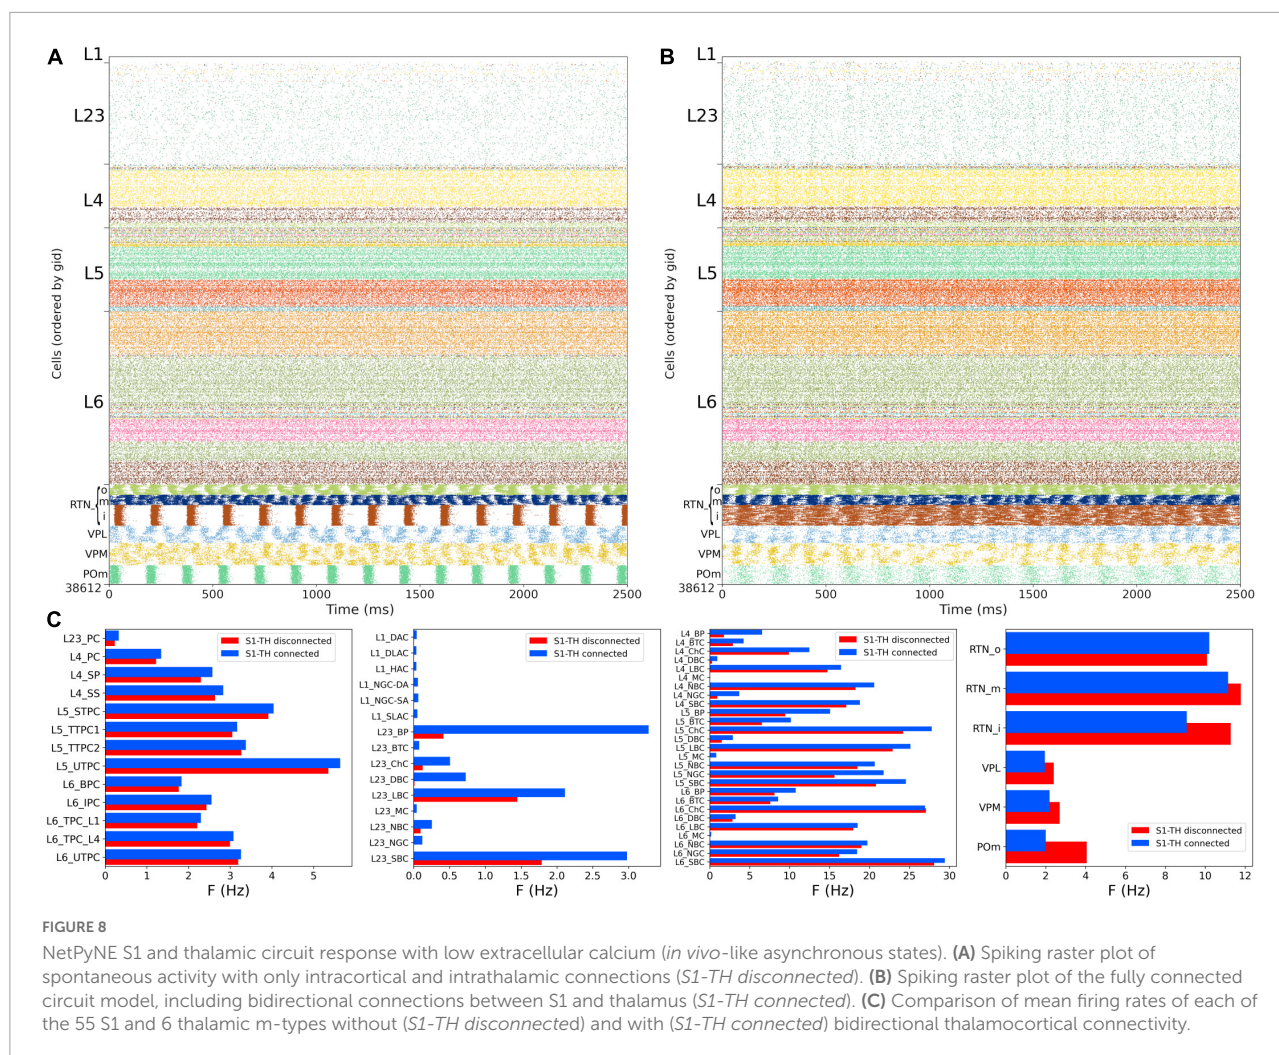 A
B
L1
L23
L4
L5
L6
RTN
o
m
i
VPL
VPM
POm
38612
Cells (ordered by gid)
0
500
1000
1500
2000
2500
Time (ms)
L1
L23
L4
L5
L6
RTN
o
m
i
VPL
VPM
POm
38612
Cells (ordered by gid)
0
500
1000
1500
2000
2500
Time (ms)
C
L23_PC
L4_PC
L4_SP
L4_SS
L5_STPC
L5_TTPC1
L5_TTPC2
L5_UTPC
L6_BPC
L6_IPC
L6_TPC_L1
L6_TPC_L4
L6_UTPC
S1-TH disconnected
S1-TH connected
0 1 2 3 4 5
F (Hz)
L1_DAC
L1_DLAC
L1_HAC
L1_NGC-DA
L1_NGC-SA
L1_SLAC
L23_BP
L23_BTC
L23_ChC
L23_DBC
L23_LBC
L23_MC
L23_NBC
L23_NGC
L23_SBC
S1-TH disconnected
S1-TH connected
0.0 0.5 1.0 1.5 2.0 2.5 3.0
F (Hz)
L4_BP
L4_BTC
L4_ChC
L4_DBC
L4_LBC
L4_MC
L4_NBC
L4_NGC
L4_SBC
L5_BP
L5_BTC
L5_ChC
L5_DBC
L5_LBC
L5_MC
L5_NBC
L5_NGC
L5_SBC
L6_BP
L6_BTC
L6_ChC
L6_DBC
L6_LBC
L6_MC
L6_NBC
L6_NGC
L6_SBC
S1-TH disconnected
S1-TH connected
0 5 10 15 20 25 30
F (Hz)
RTN_o
RTN_m
RTN_i
VPL
VPM
POm
S1-TH disconnected
S1-TH connected
0 2 4 6 8 10 12
F (Hz)
FIGURE 8
NetPyNE S1 and thalamic circuit response with low extracellular calcium (in vivo-like asynchronous states). (A) Spiking raster plot of
spontaneous activity with only intracortical and intrathalamic connections (S1-TH disconnected). (B) Spiking raster plot of the fully connected
circuit model, including bidirectional connections between S1 and thalamus (S1-TH connected). (C) Comparison of mean firing rates of each of
the 55 S1 and 6 thalamic m-types without (S1-TH disconnected) and with (S1-TH connected) bidirectional thalamocortical connectivity.